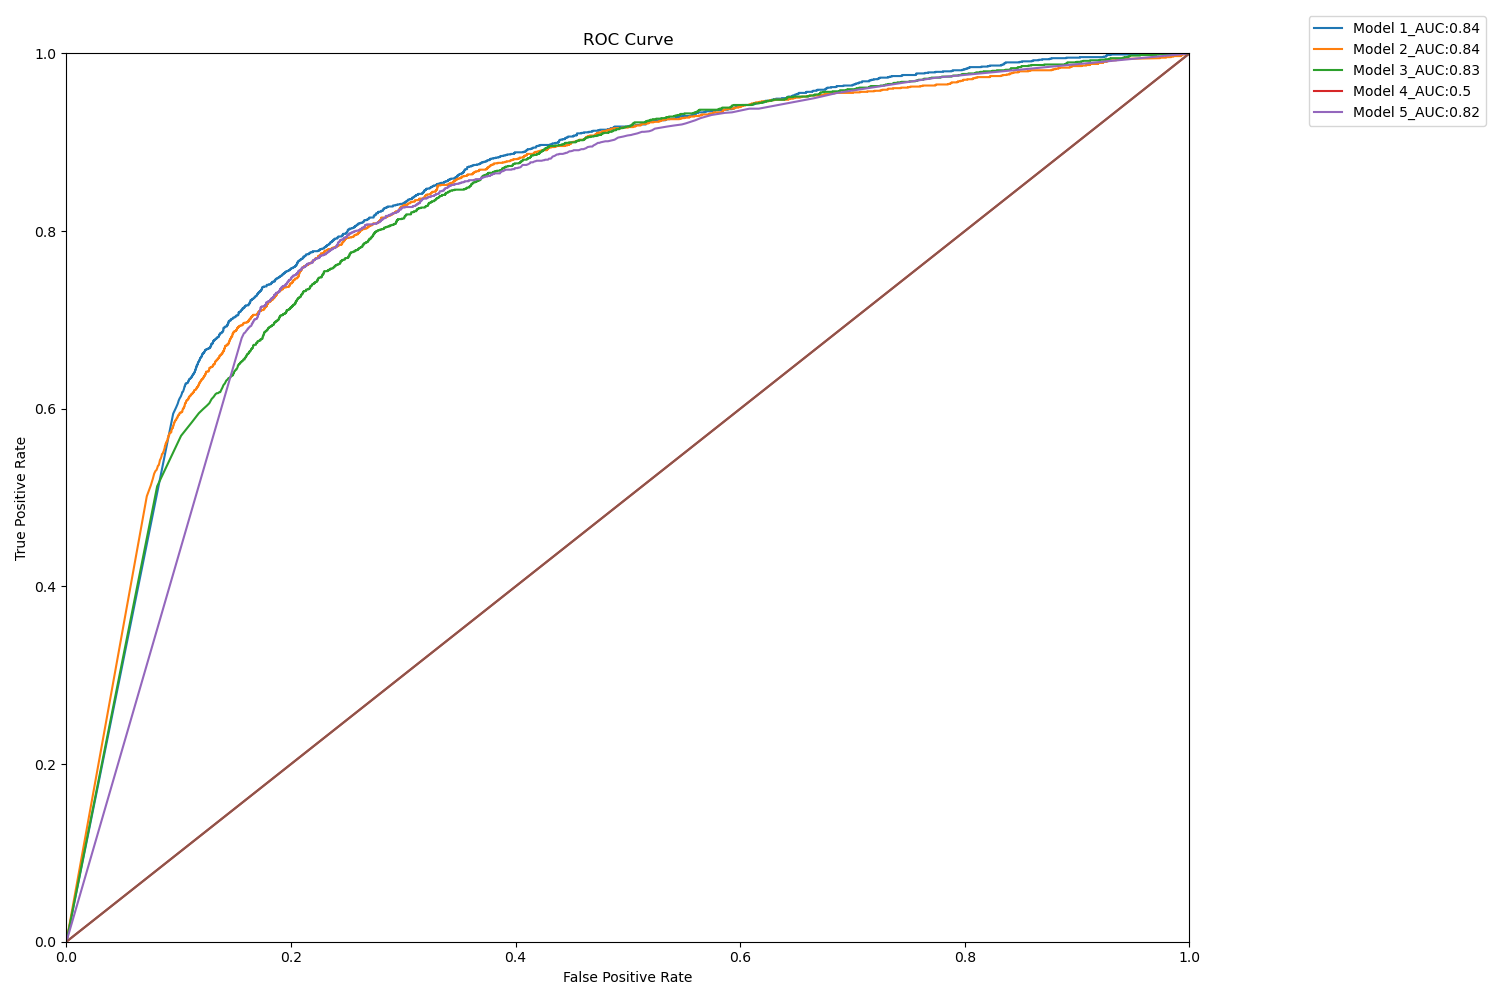 ROC Curve
Model 1_AUC:0.84
Model 2_AUC:0.84
Model 3_AUC:0.83
Model 4_AUC:0.5
Model 5_AUC:0.82
True Positive Rate
1.0
0.8
0.6
0.4
0.2
0.0
0.0 0.2 0.4 0.6 0.8 1.0
False Positive Rate